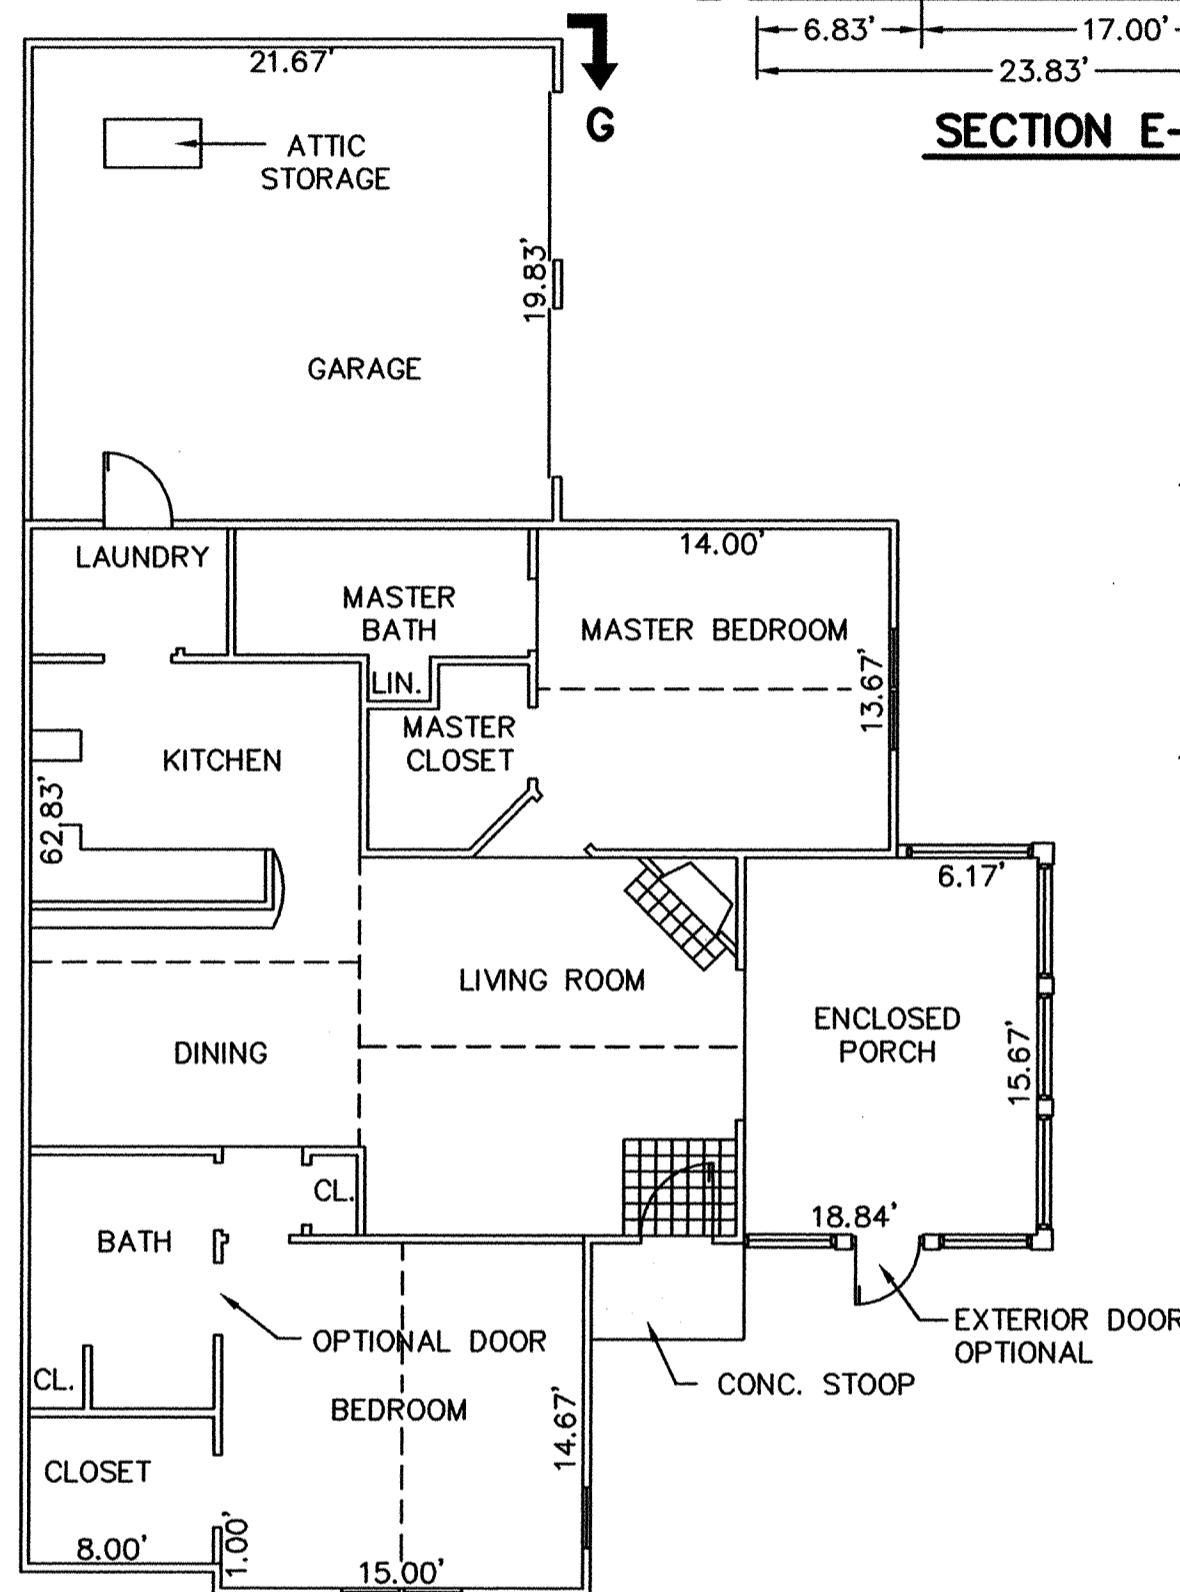 6.83' 17.00'
23.83'
SECTION E-
G
21.67'
ATTIC
STORAGE
19.83'
GARAGE
LAUNDRY
MASTER
BATH
14.00'
MASTER BEDROOM
LIN.
13.67'
MASTER
CLOSET
KITCHEN
62.83'
6.17'
LIVING ROOM
ENCLOSED
PORCH
15.67'
DINING
CL.
BATH
18.84'
OPTIONAL DOOR
EXTERIOR DOOR
OPTIONAL
CL.
CONC. STOOP
BEDROOM
14.67'
CLOSET
8.00'
1.00'
15.00'